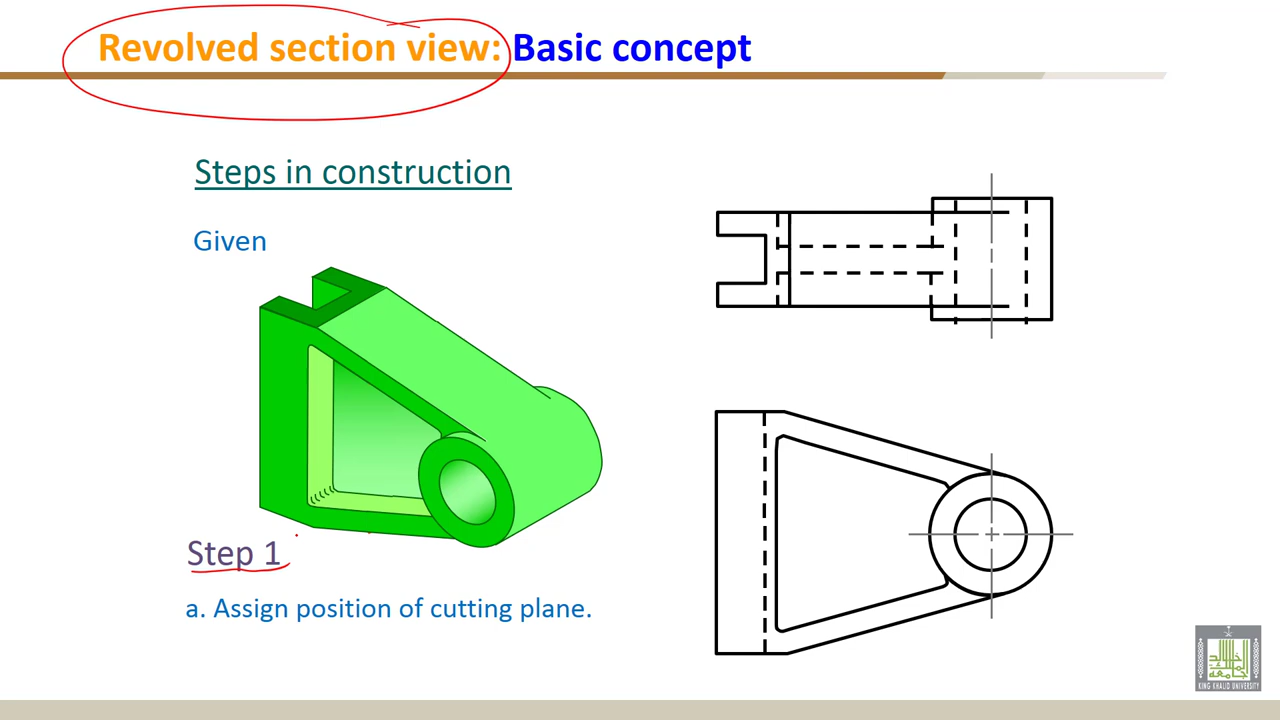 Revolved section view: Basic concept
Steps in construction
Given
Step 1
a. Assign position of cutting plane.
KING KHALID UNIVERSITY